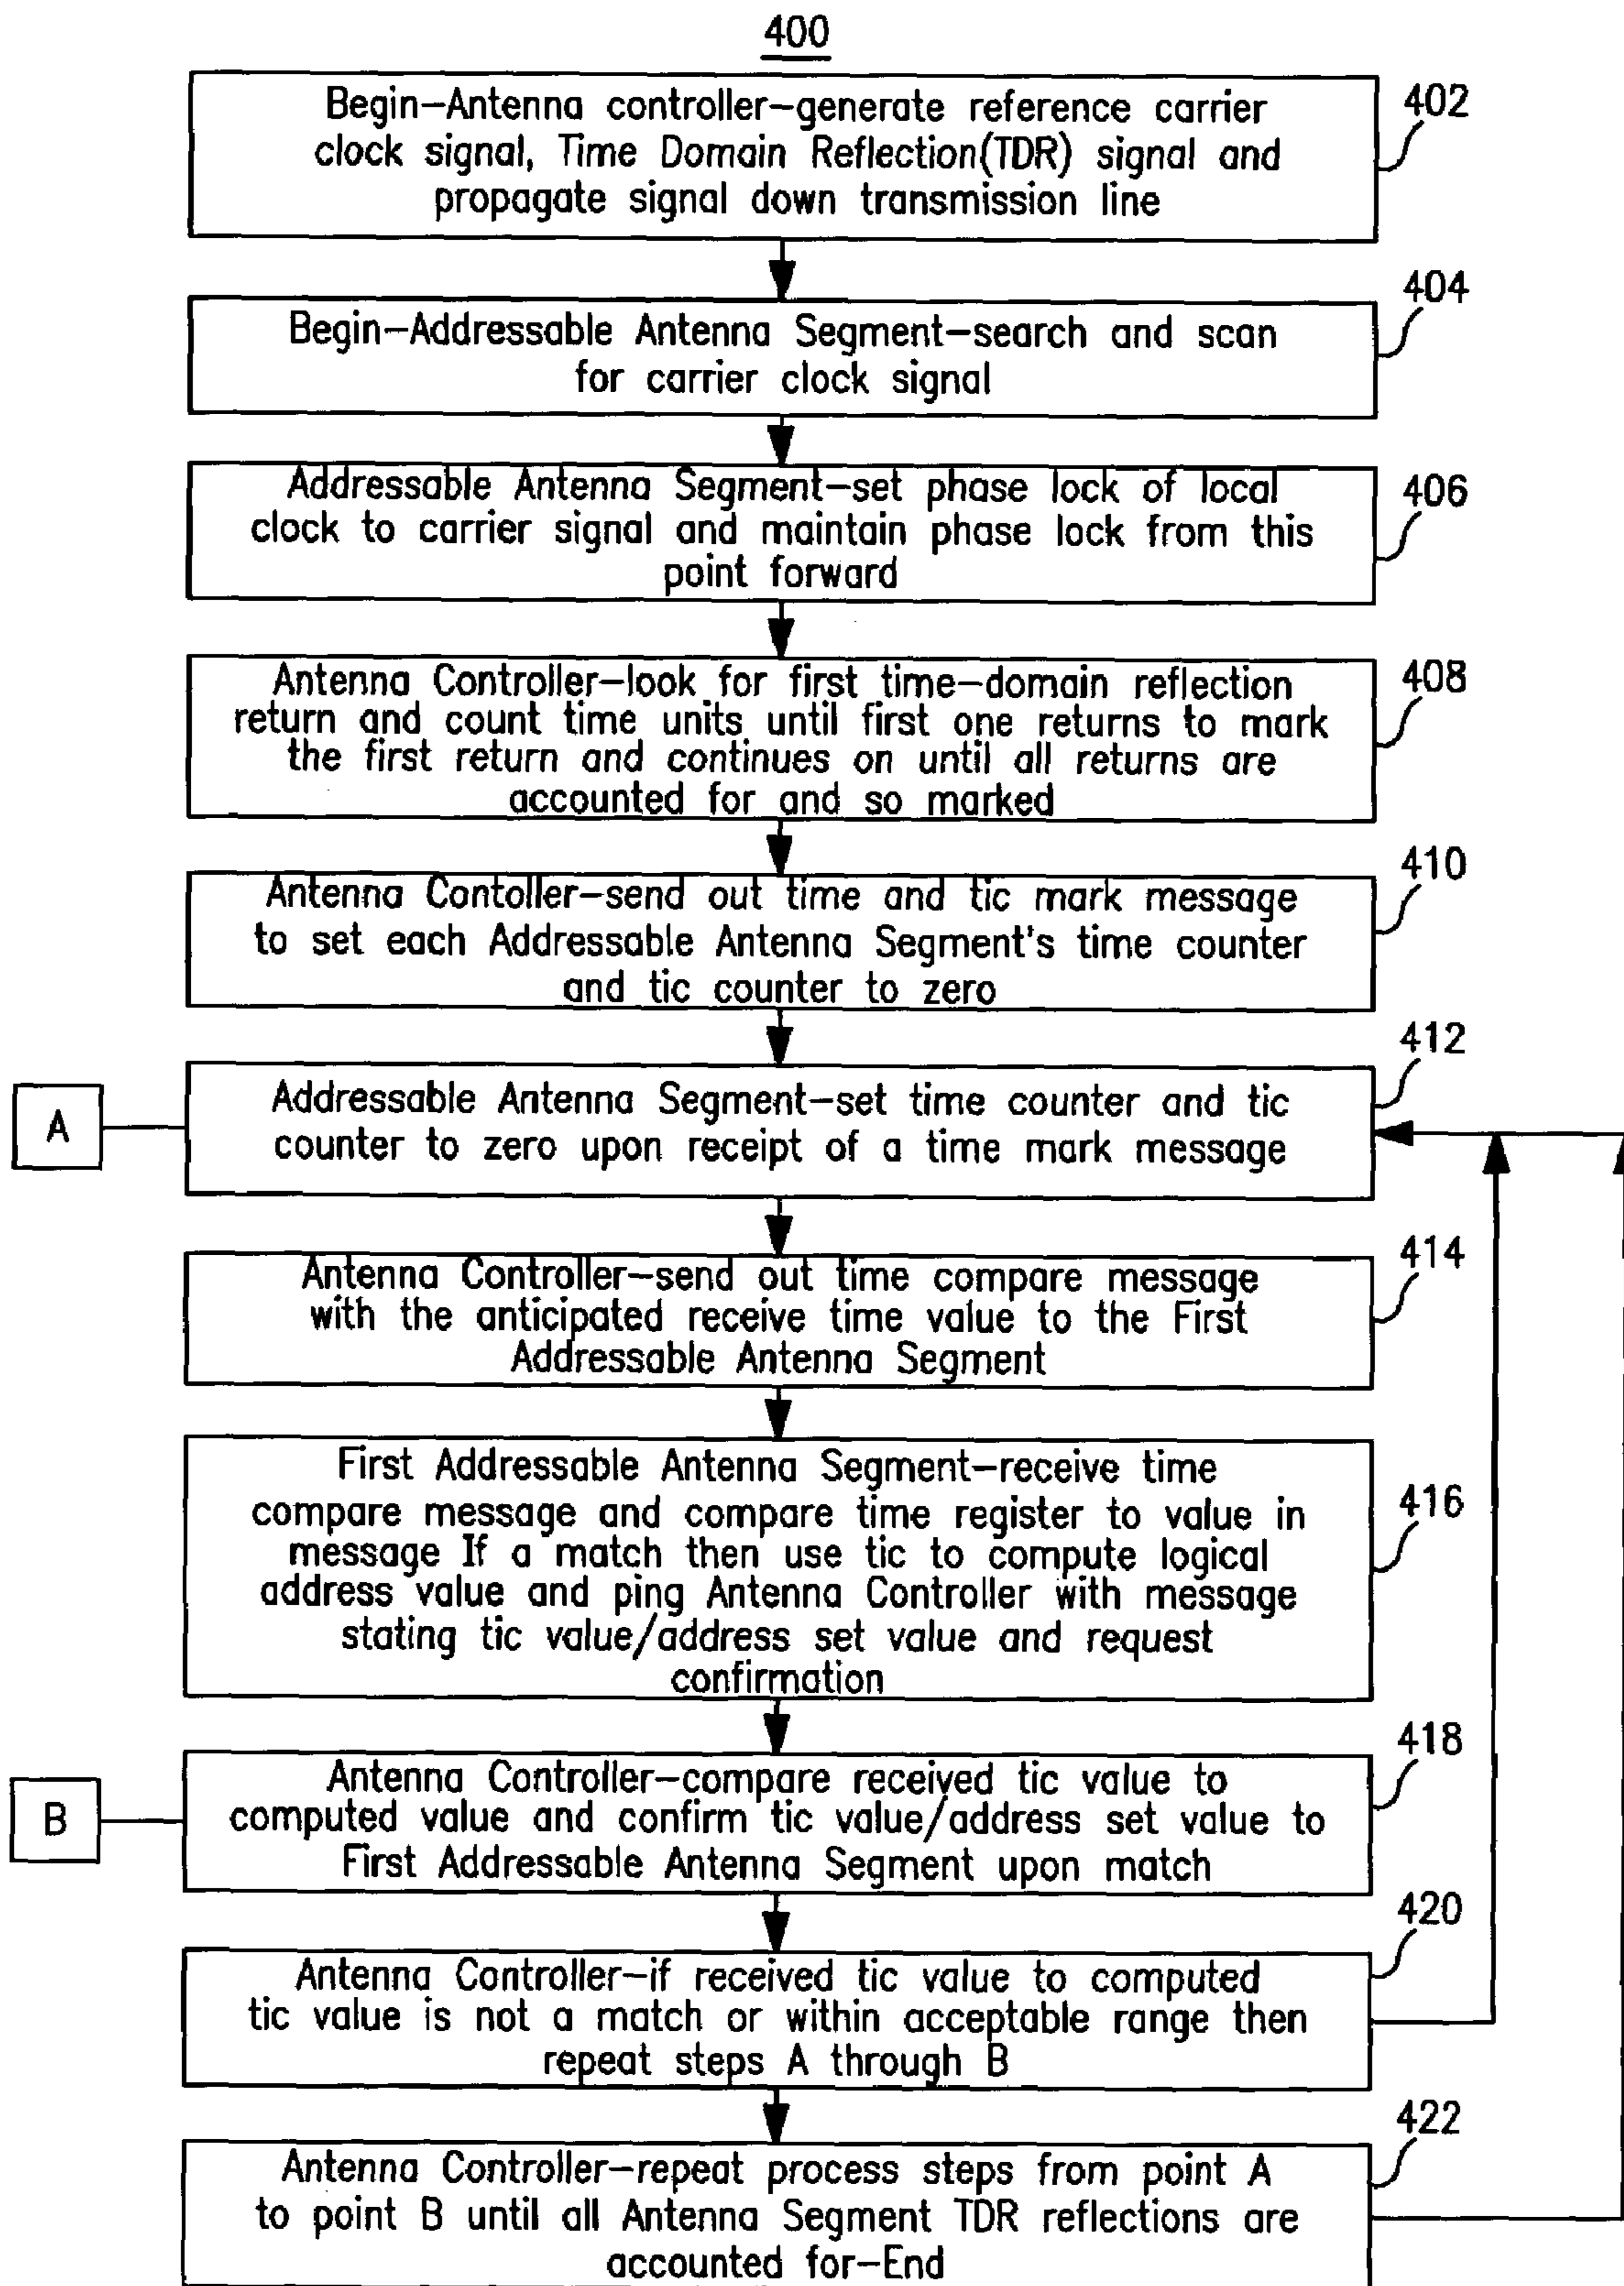 400
Begin-Antenna controller-generate reference carrier
clock signal, Time Domain Reflection(TDR) signal and
propagate signal down transmission line
402
Begin-Addressable Antenna Segment-search and scan
for carrier clock signal
404
Addressable Antenna Segment-set phase lock of local
clock to carrier signal and maintain phase lock from this
point forward
406
Antenna Controller-look for first time-domain reflection
return and count time units until first one returns to mark
the first return and continues on until all returns are
accounted for and so marked
408
Antenna Contoller-send out time and tic mark message
to set each Addressable Antenna Segment's time counter
and tic counter to zero
410
A
Addressable Antenna Segment-set time counter and tic
counter to zero upon receipt of a time mark message
412
Antenna Controller-send out time compare message
with the anticipated receive time value to the First
Addressable Antenna Segment
414
First Addressable Antenna Segment-receive time
compare message and compare time register to value in
message If a match then use tic to compute logical
address value and ping Antenna Controller with message
stating tic value/address set value and request
confirmation
416
B
Antenna Controller-compare received tic value to
computed value and confirm tic value/address set value to
First Addressable Antenna Segment upon match
418
Antenna Controller-if received tic value to computed
tic value is not a match or within acceptable range then
repeat steps A through B
420
Antenna Controller-repeat process steps from point A
to point B until all Antenna Segment TDR reflections are
accounted for-End
422